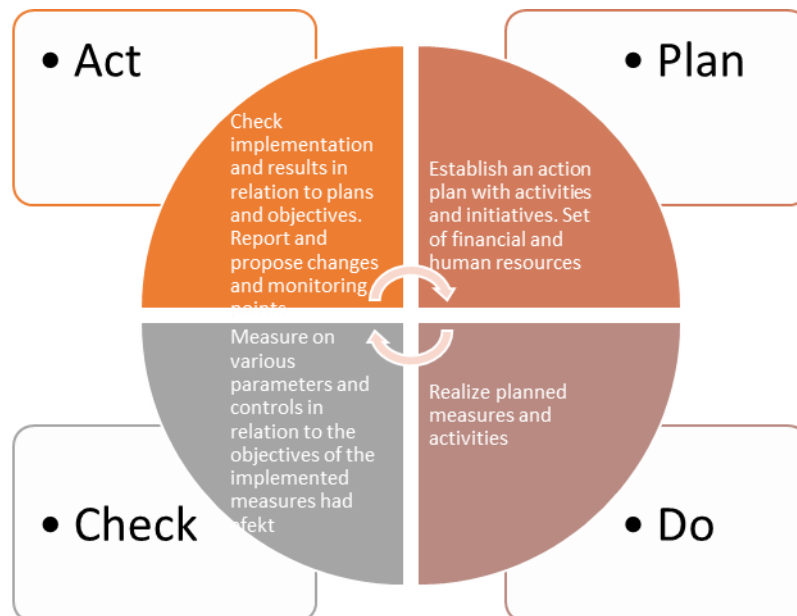 • Act
• Plan
Check
implementation
and results in
relation to plans
and objectives.
Report and
propose changes
and monitoring
points
Establish an action
plan with activities
and initiatives. Set
of financial and
human resources
Measure on
various
parameters and
controls in
relation to the
objectives of the
implemented
measures had
efekt
Realize planned
measures and
activities
• Check
• Do